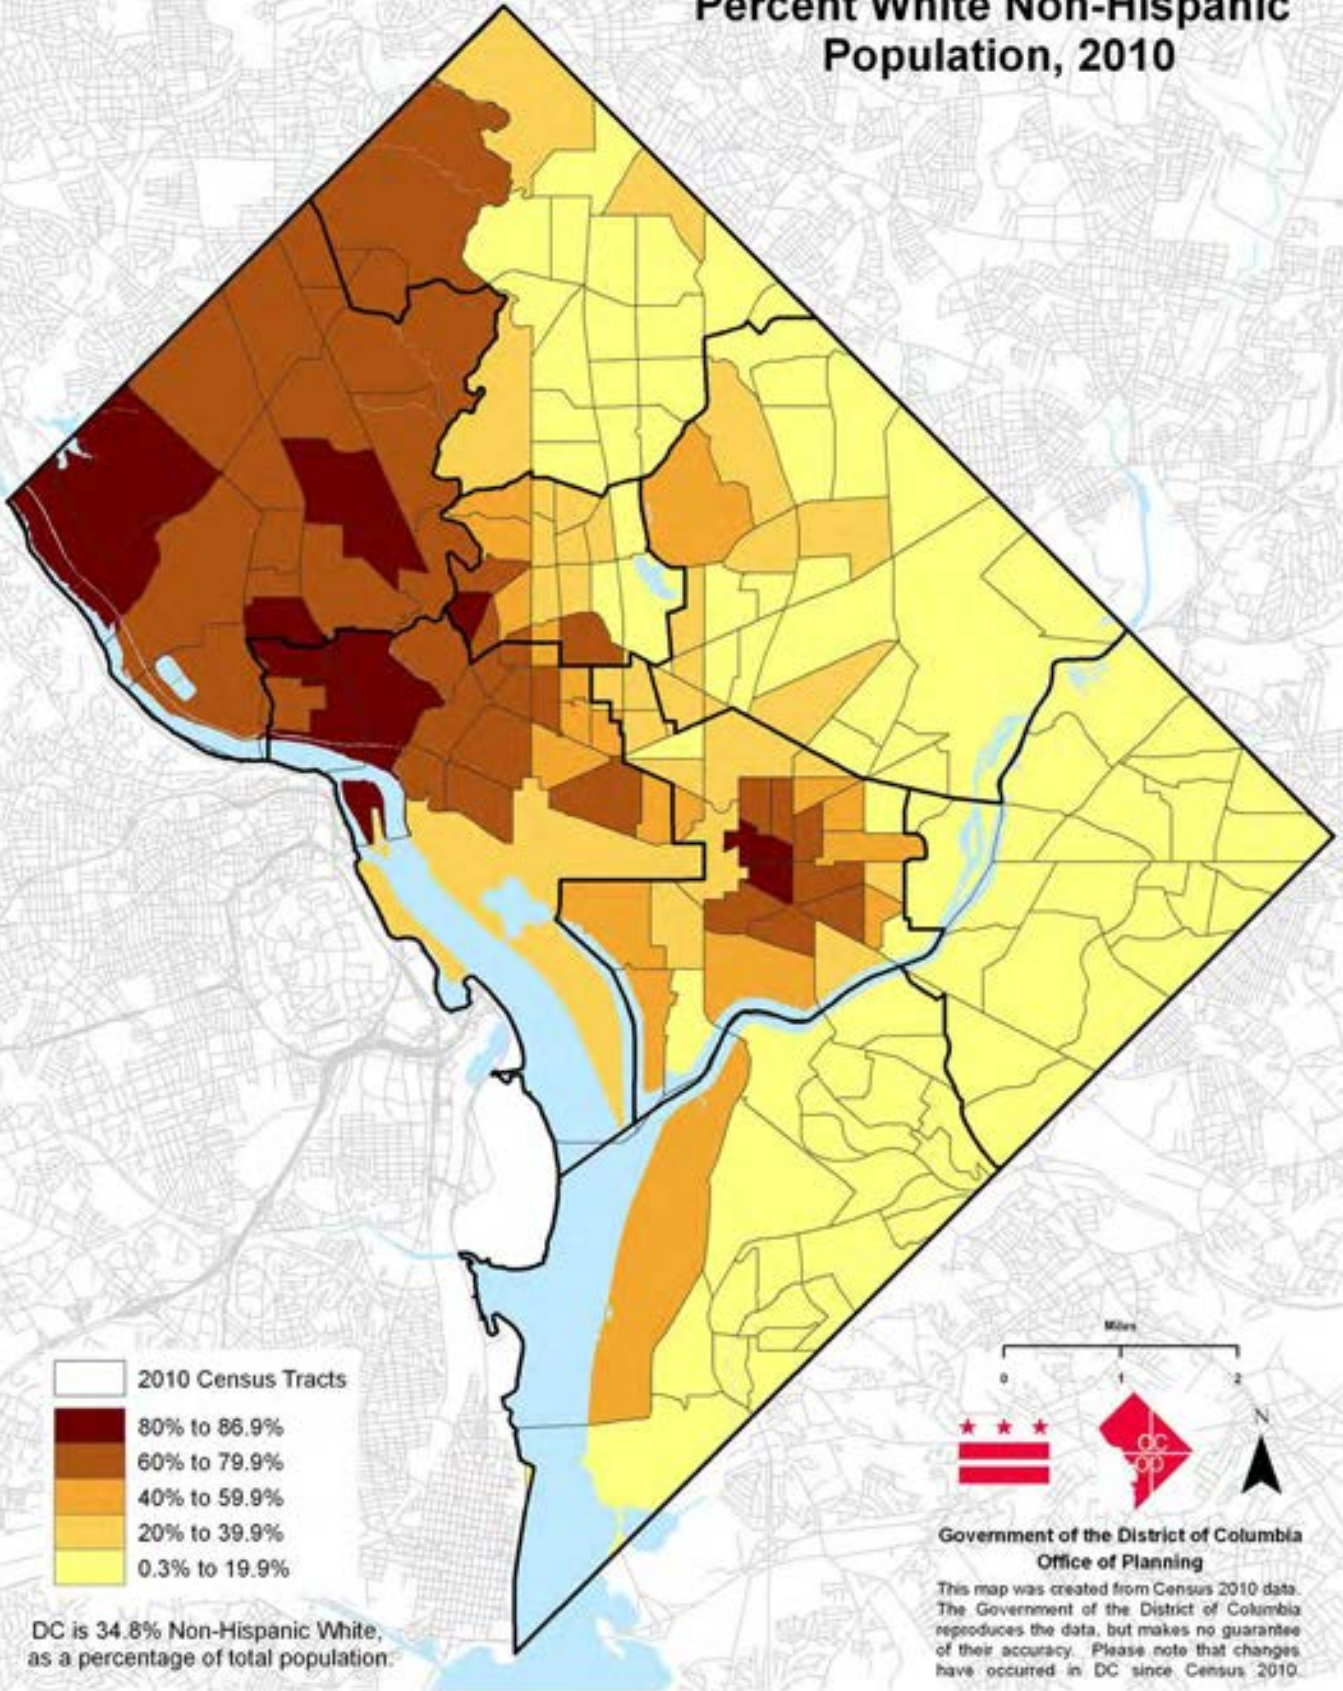 Percent White Non-Hispanic
Population, 2010
2010 Census Tracts
80% to 86.9%
60% to 79.9%
40% to 59.9%
20% to 39.9%
0.3% to 19.9%
DC is 34.8% Non-Hispanic White,
as a percentage of total population.
Miles
0 1 2
DC
OP
N
Government of the District of Columbia
Office of Planning
This map was created from Census 2010 data.
The Government of the District of Columbia
reproduces the data, but makes no guarantee
of their accuracy. Please note that changes
have occurred in DC since Census 2010.